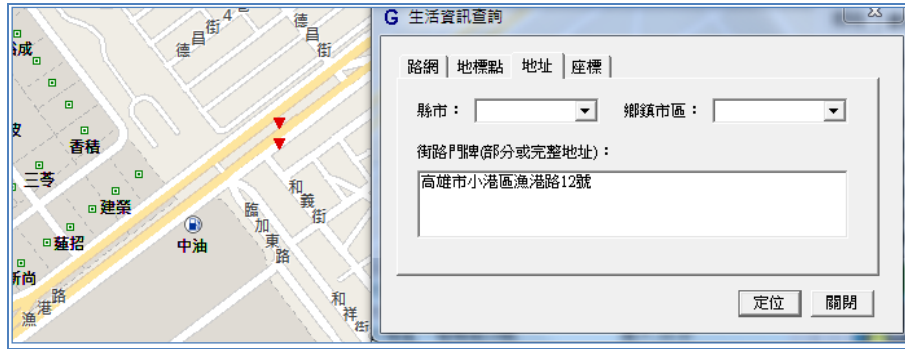 德昌街
4
德昌街
成
香積
三苓
建榮
蓮招
新尚
漁港路
中油
和義街
臨加東路
和祥街
G 生活資訊查詢
路網
地標點
地址
座標
縣市：
鄉鎮市區：
街路門牌(部分或完整地址)：
高雄市小港區漁港路12號
定位
關閉